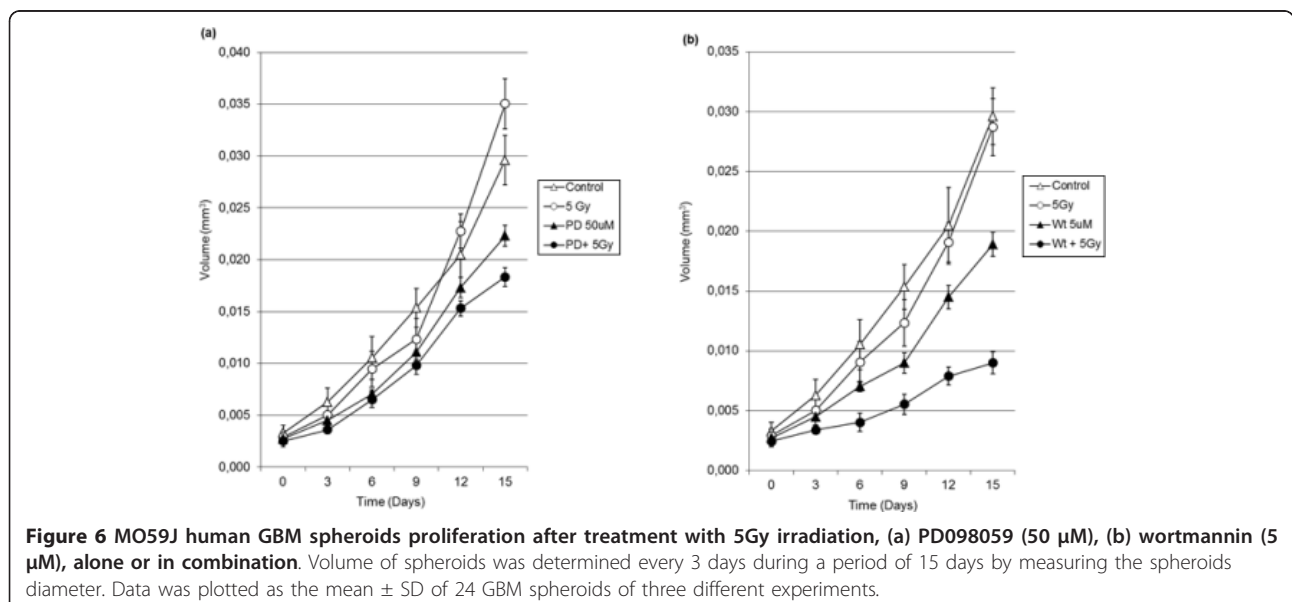 (a)
0,040
0,035
0,030
0,025
0,020
0,015
0,010
0,005
0,000
Volume (mm³)
0 3 6 9 12 15
Time (Days)
Control
5 Gy
PD 50uM
PD+ 5Gy
(b)
0,035
0,030
0,025
0,020
0,015
0,010
0,005
0,000
Volume (mm³)
0 3 6 9 12 15
Time (Days)
Control
5Gy
Wt 5uM
Wt + 5Gy
Figure 6 MO59J human GBM spheroids proliferation after treatment with 5Gy irradiation, (a) PD098059 (50 μM), (b) wortmannin (5
μM), alone or in combination. Volume of spheroids was determined every 3 days during a period of 15 days by measuring the spheroids
diameter. Data was plotted as the mean ± SD of 24 GBM spheroids of three different experiments.